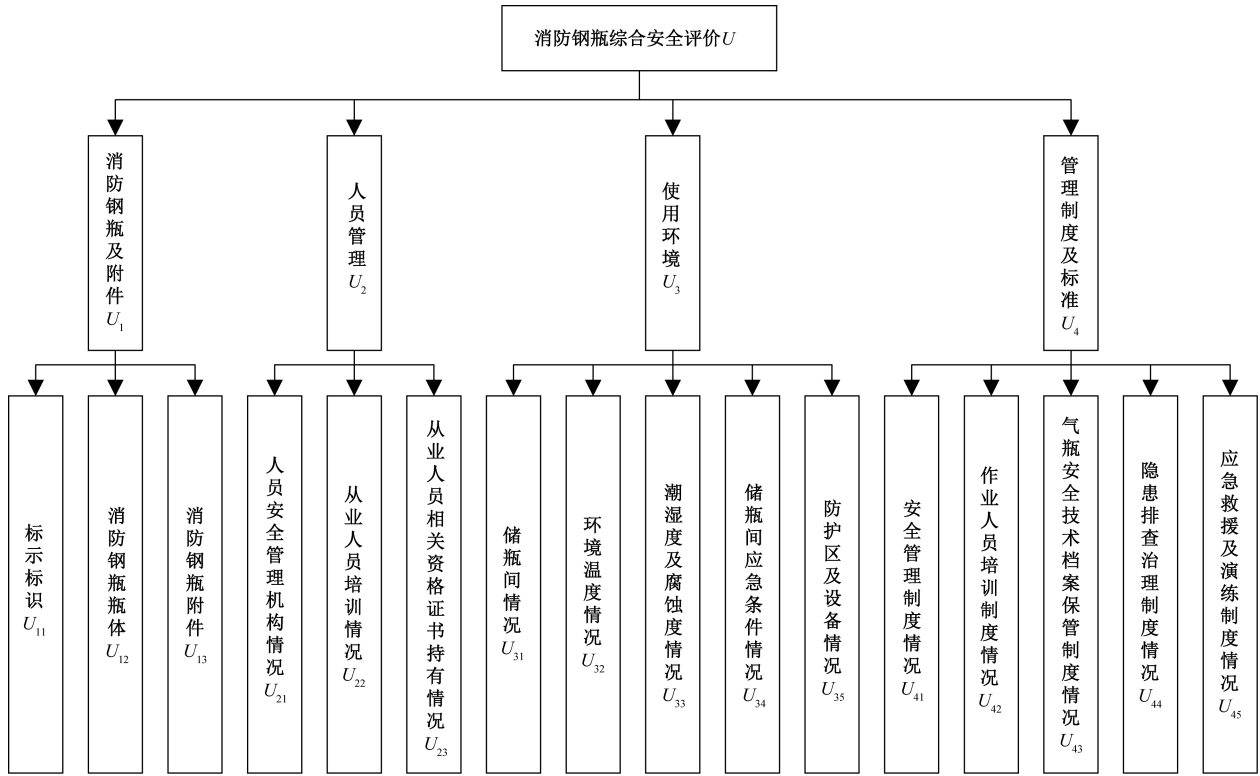 消防钢瓶综合安全评价U
消防钢瓶及附件U₁
人员管理U₂
使用环境U₃
管理制度及标准U₄
标示标识U₁₁
消防钢瓶瓶体U₁₂
消防钢瓶附件U₁₃
人员安全管理机构情况U₂₁
从业人员培训情况U₂₂
从业人员相关资格证书持有情况U₂₃
储瓶间情况U₃₁
环境温度情况U₃₂
潮湿度及腐蚀度情况U₃₃
储瓶间应急条件情况U₃₄
防护区及设备情况U₃₅
安全管理制度情况U₄₁
作业人员培训制度情况U₄₂
气瓶安全技术档案保管制度情况U₄₃
隐患排查治理制度情况U₄₄
应急救援及演练制度情况U₄₅